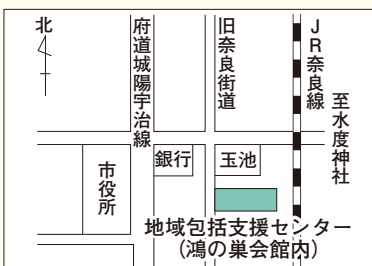 北
府道城陽宇治線
旧奈良街道
JR奈良線
至水度神社
市役所
銀行
玉池
地域包括支援センター
(鴻の巣会館内)